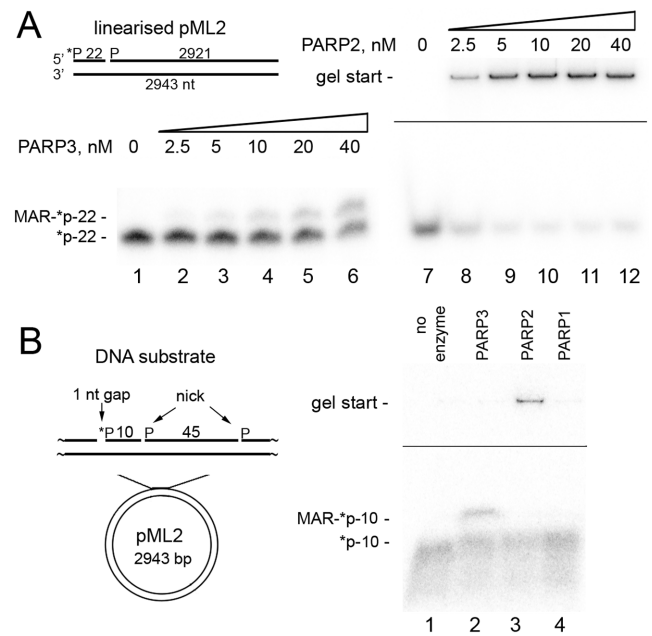 A
linearised pML2
*P 22 P 2921
5'
3'
2943 nt
PARP2, nM 0 2.5 5 10 20 40
gel start -
PARP3, nM 0 2.5 5 10 20 40
MAR-*p-22 -
*p-22 -
1 2 3 4 5 6 7 8 9 10 11 12
B
DNA substrate
1 nt gap nick
*P 10 P 45 P
~ ~
~ ~
pML2
2943 bp
no enzyme
PARP3
PARP2
PARP1
gel start -
MAR-*p-10 -
*p-10 -
1 2 3 4